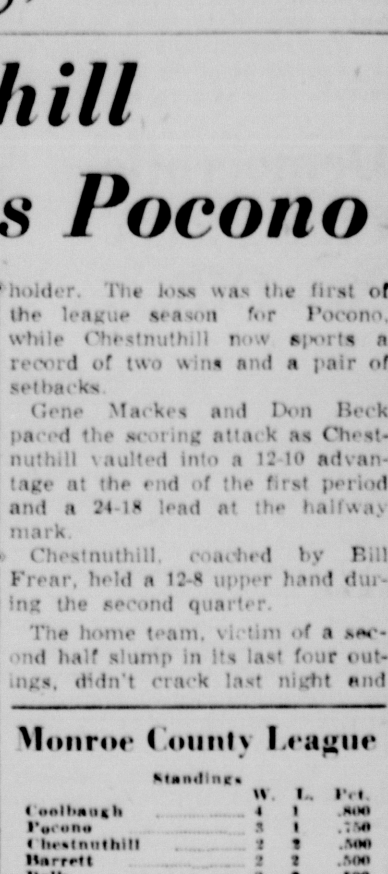 hill
s Pocono
holder. The loss was the first of
the league season for Pocono,
while Chestnuthill now sports a
record of two wins and a pair of
setbacks.
Gene Mackes and Don Beck
paced the scoring attack as Chest-
nuthill vaulted into a 12-10 advan-
tage at the end of the first period
and a 24-18 lead at the halfway
mark.
Chestnuthill, coached by Bill
Frear, held a 12-8 upper hand dur-
ing the second quarter.
The home team, victim of a sec-
ond half slump in its last four out-
ings, didn't crack last night and
Monroe County League
Standings
W. L. Pct.
Coolbaugh 4 1 .800
Pocono 3 1 .750
Chestnuthill 2 2 .500
Barrett 2 2 .500